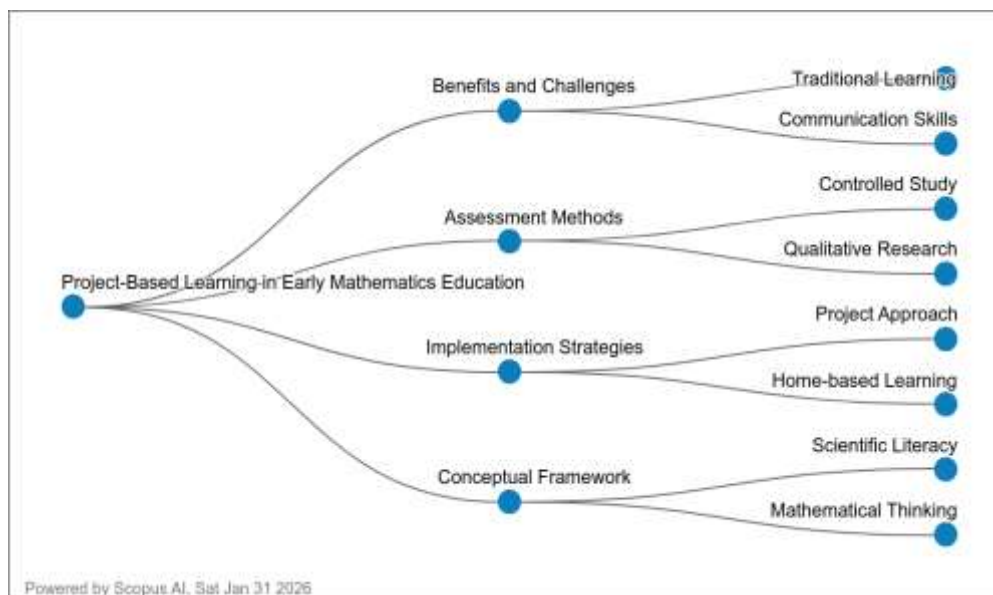 Traditional Learning
Benefits and Challenges
Communication Skills
Controlled Study
Assessment Methods
Qualitative Research
Project-Based Learning in Early Mathematics Education
Project Approach
Implementation Strategies
Home-based Learning
Scientific Literacy
Conceptual Framework
Mathematical Thinking
Powered by Scopus AI, Sat Jan 31 2026